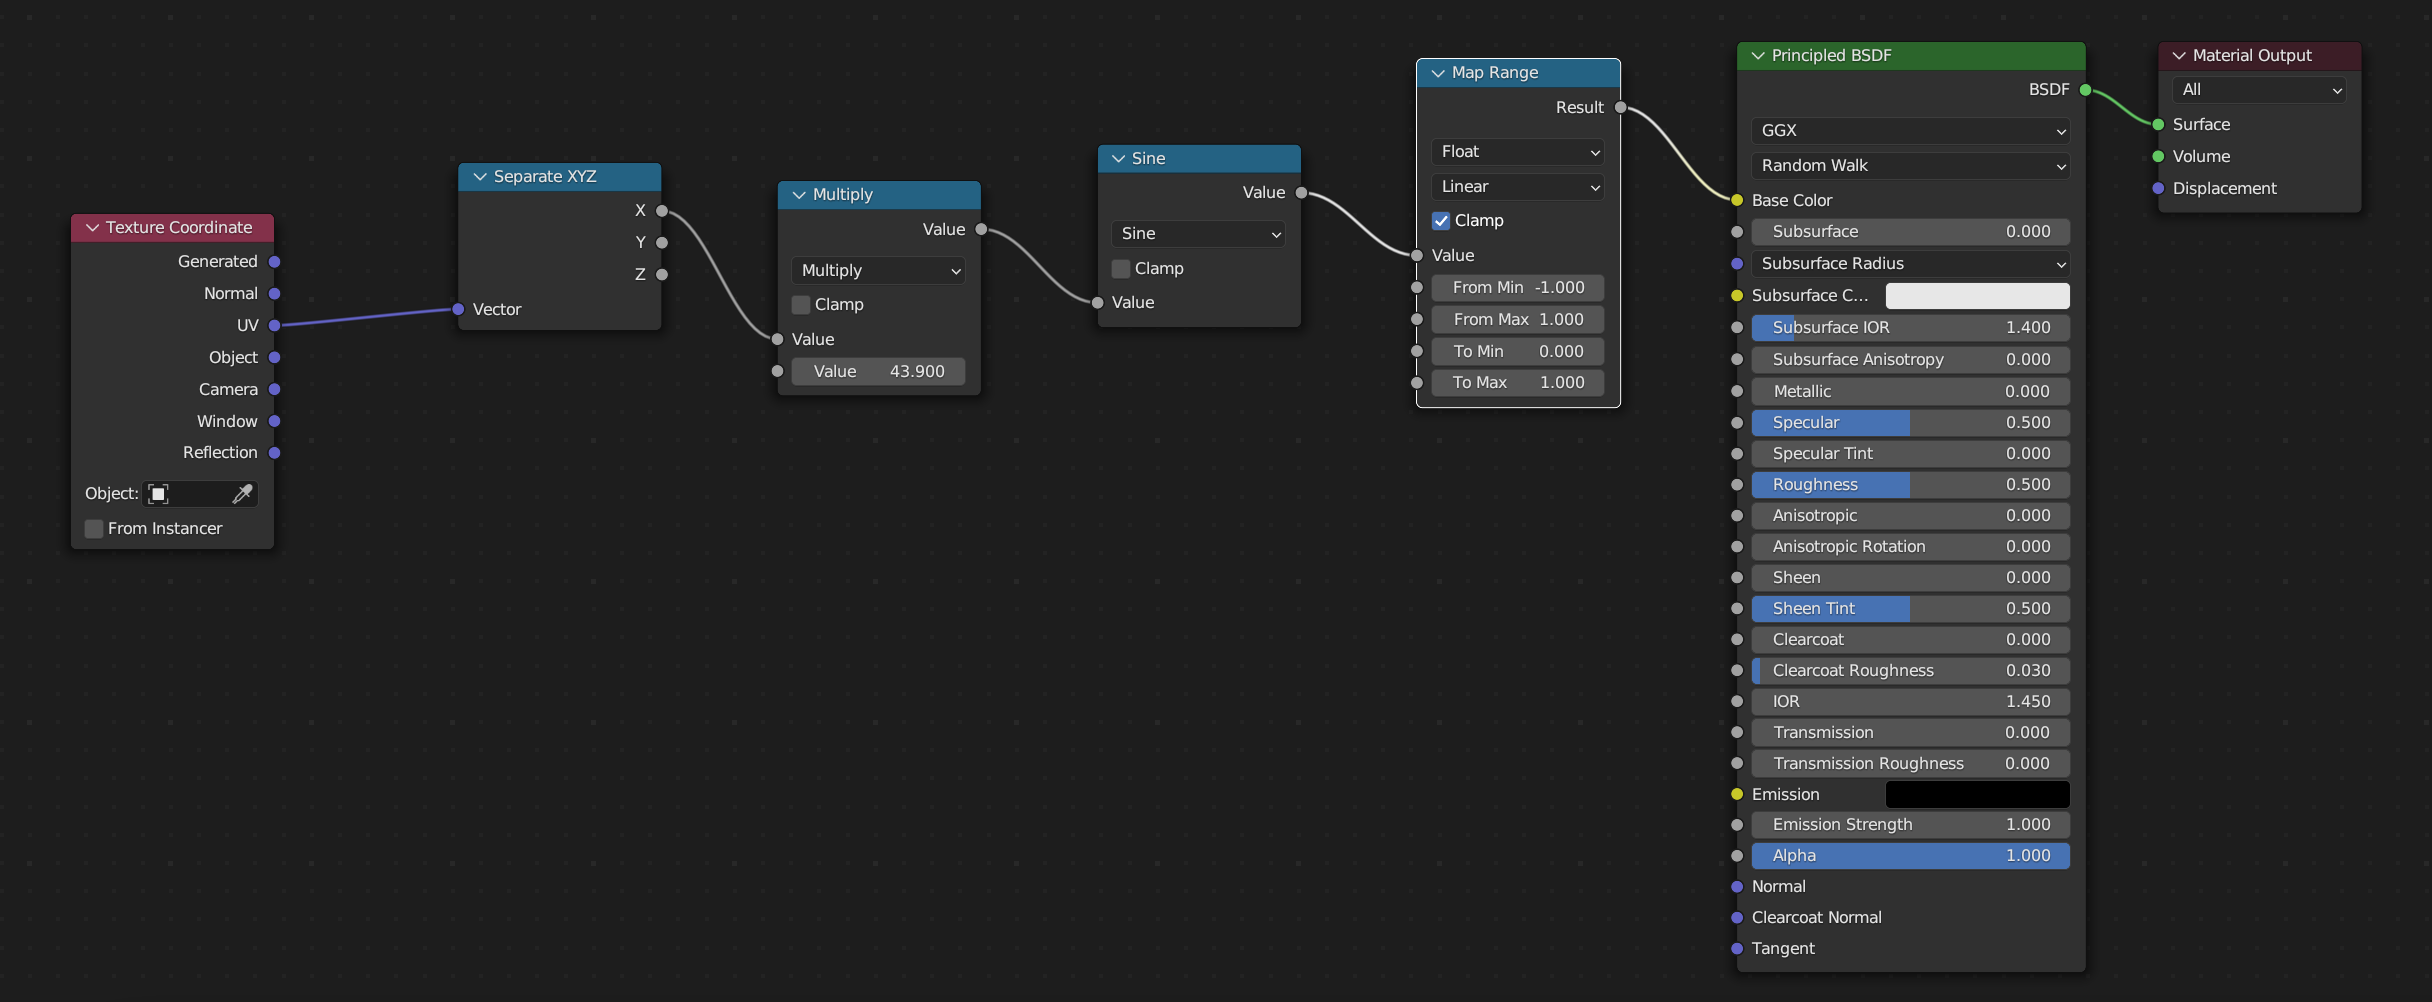 Texture Coordinate
Generated
Normal
UV
Object
Camera
Window
Reflection
Object:
From Instancer
Separate XYZ
X
Y
Z
Vector
Multiply
Value
Multiply
Clamp
Value
Value 43.900
Sine
Value
Sine
Clamp
Value
Map Range
Result
Float
Linear
Clamp
Value
From Min -1.000
From Max 1.000
To Min 0.000
To Max 1.000
Principled BSDF
BSDF
GGX
Random Walk
Base Color
Subsurface 0.000
Subsurface Radius
Subsurface C...
Subsurface IOR 1.400
Subsurface Anisotropy 0.000
Metallic 0.000
Specular 0.500
Specular Tint 0.000
Roughness 0.500
Anisotropic 0.000
Anisotropic Rotation 0.000
Sheen 0.000
Sheen Tint 0.500
Clearcoat 0.000
Clearcoat Roughness 0.030
IOR 1.450
Transmission 0.000
Transmission Roughness 0.000
Emission
Emission Strength 1.000
Alpha 1.000
Normal
Clearcoat Normal
Tangent
Material Output
All
Surface
Volume
Displacement